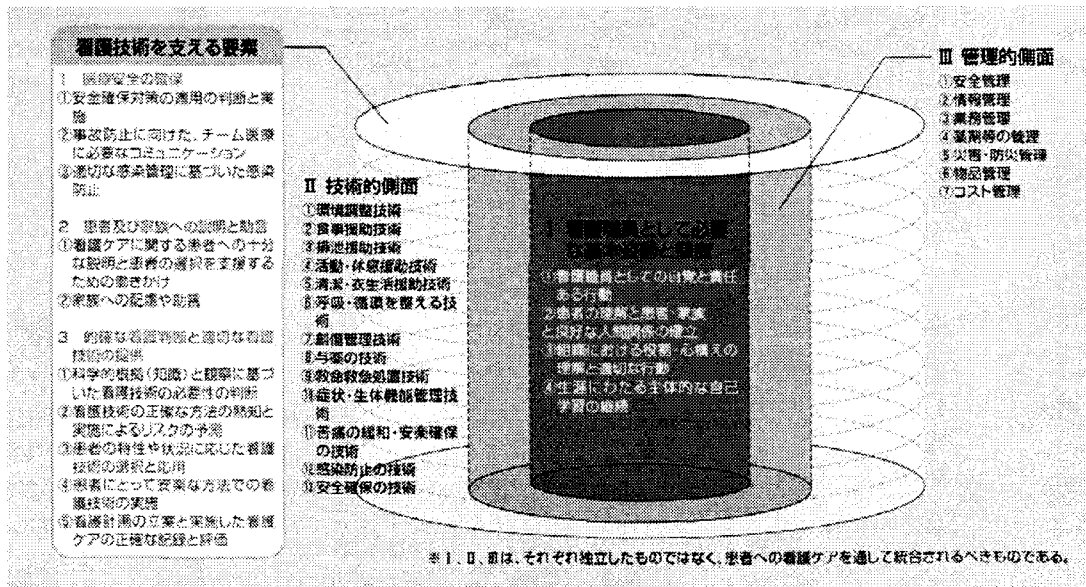 看護技術を支える要素
1 医療安全の確保
①安全確保対策の適用の判断と実
施
②事故防止に向けた、チーム医療
に必要なコミュニケーション
③適切な感染管理に基づいた感染
防止
2 患者及び家族への説明と助言
①看護ケアに関する患者への十分
な説明と患者の選択を支援する
ための働きかけ
②家族への配慮や助言
3 的確な看護判断と適切な看護
技術の提供
①科学的根拠(知識)と観察に基づ
いた看護技術の必要性の判断
②看護技術の正確な方法の熟知と
実施によるリスクの予測
③患者の特性や状況に応じた看護
技術の選択と応用
④患者にとって安楽な方法での看
護技術の実施
⑤看護計画の立案と実施した看護
ケアの正確な記録と評価
Ⅱ 技術的側面
①環境調整技術
②食事援助技術
③排泄援助技術
④活動・休息援助技術
⑤清潔・衣生活援助技術
⑥呼吸・循環を整える技
術
⑦創傷管理技術
⑧与薬の技術
⑨救命救急処置技術
⑩症状・生体機能管理技
術
⑪苦痛の緩和・安楽確保
の技術
⑫感染防止の技術
⑬安全確保の技術
Ⅰ 看護職員として必要
な基本姿勢と態度
①看護職員としての自覚と責任
ある行動
②患者の理解と患者・家族
と良好な人間関係の確立
③組織における役割・心構えの
理解と適切な行動
④生涯にわたる主体的な自己
学習の継続
Ⅲ 管理的側面
①安全管理
②情報管理
③業務管理
④薬剤等の管理
⑤災害・防災管理
⑥物品管理
⑦コスト管理
※Ⅰ、Ⅱ、Ⅲは、それぞれ独立したものではなく、患者への看護ケアを通して統合されるべきものである。